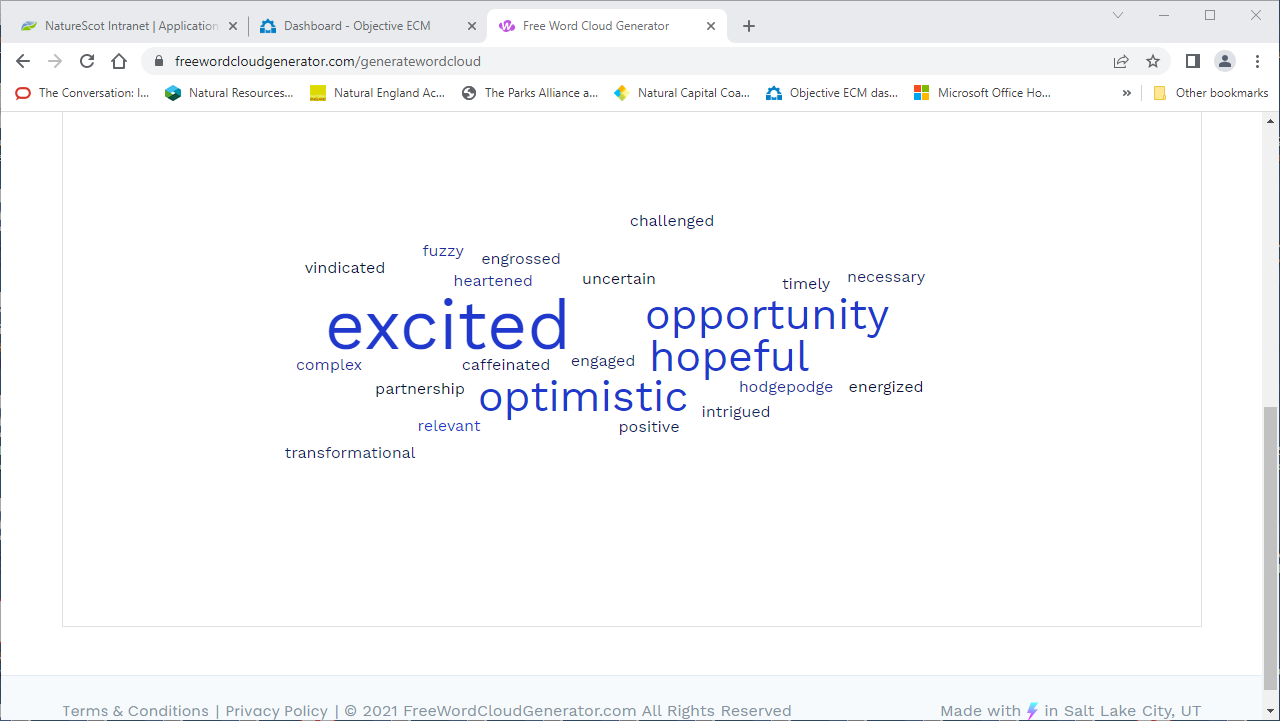 NatureScot Intranet | Application
Dashboard - Objective ECM
Free Word Cloud Generator
freewordcloudgenerator.com/generatewordcloud
The Conversation: I...
Natural Resources...
Natural England Ac...
The Parks Alliance a...
Natural Capital Coa...
Objective ECM das...
Microsoft Office Ho...
»
Other bookmarks
challenged
fuzzy
engrossed
vindicated
heartened
uncertain
timely
necessary
excited
opportunity
hopeful
complex
caffeinated
engaged
partnership
optimistic
hodgepodge
energized
intrigued
relevant
positive
transformational
Terms & Conditions | Privacy Policy | © 2021 FreeWordCloudGenerator.com All Rights Reserved
Made with ⚡ in Salt Lake City, UT